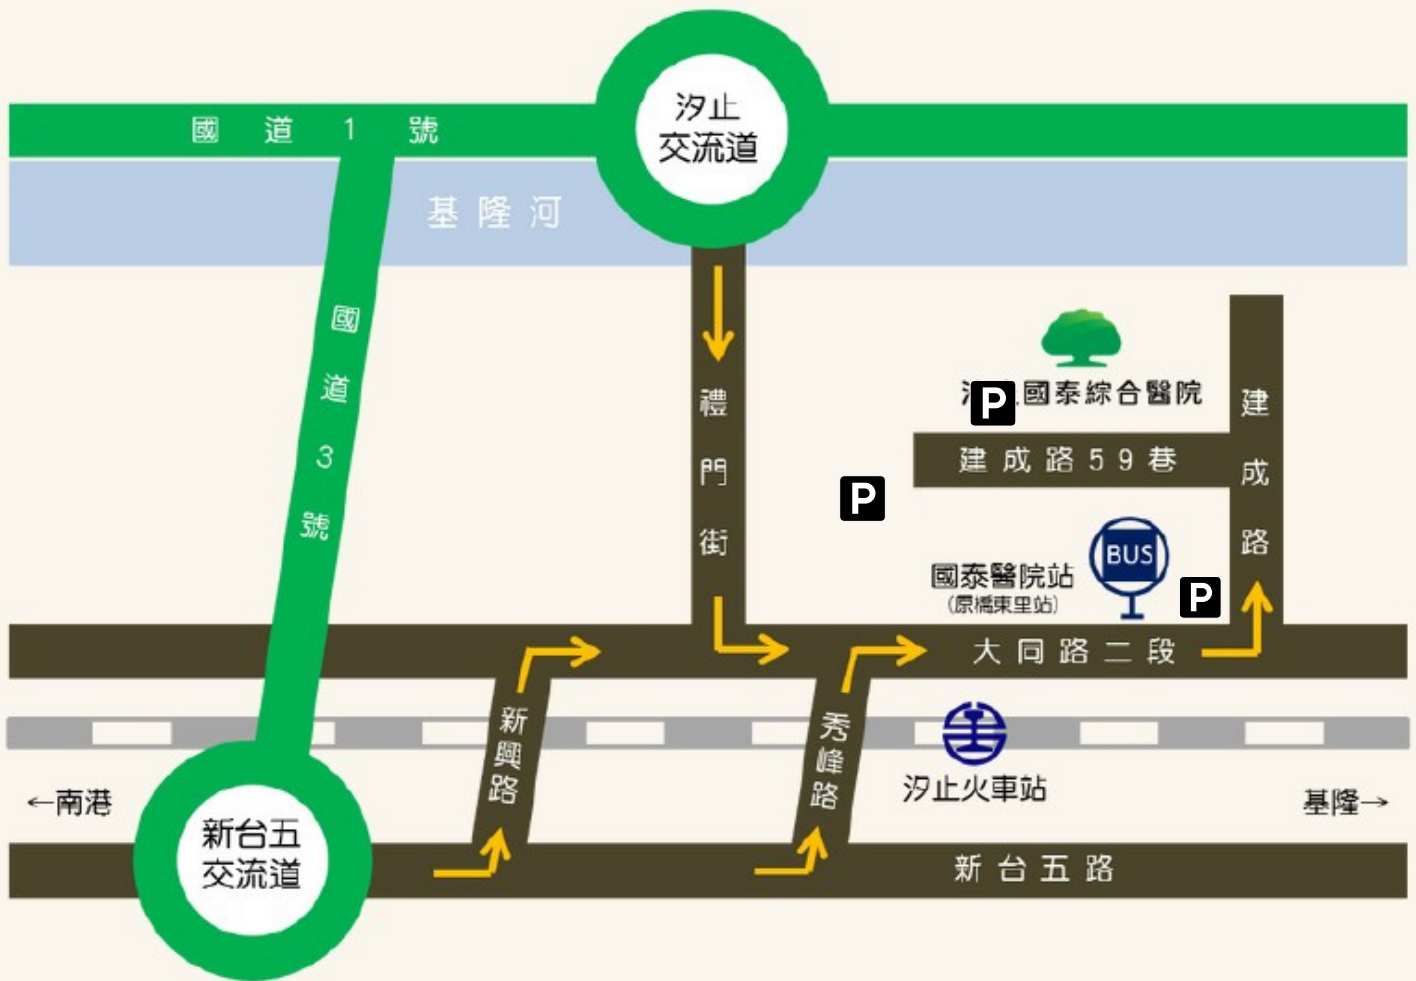 汐止
交流道
國道1號
基隆河
國道3號
禮門街
國泰綜合醫院
P
建成路59巷
建成路
P
BUS
國泰醫院站
(原橋東里站)
P
大同路二段
新興路
秀峰路
汐止火車站
←南港
基隆→
新台五
交流道
新台五路